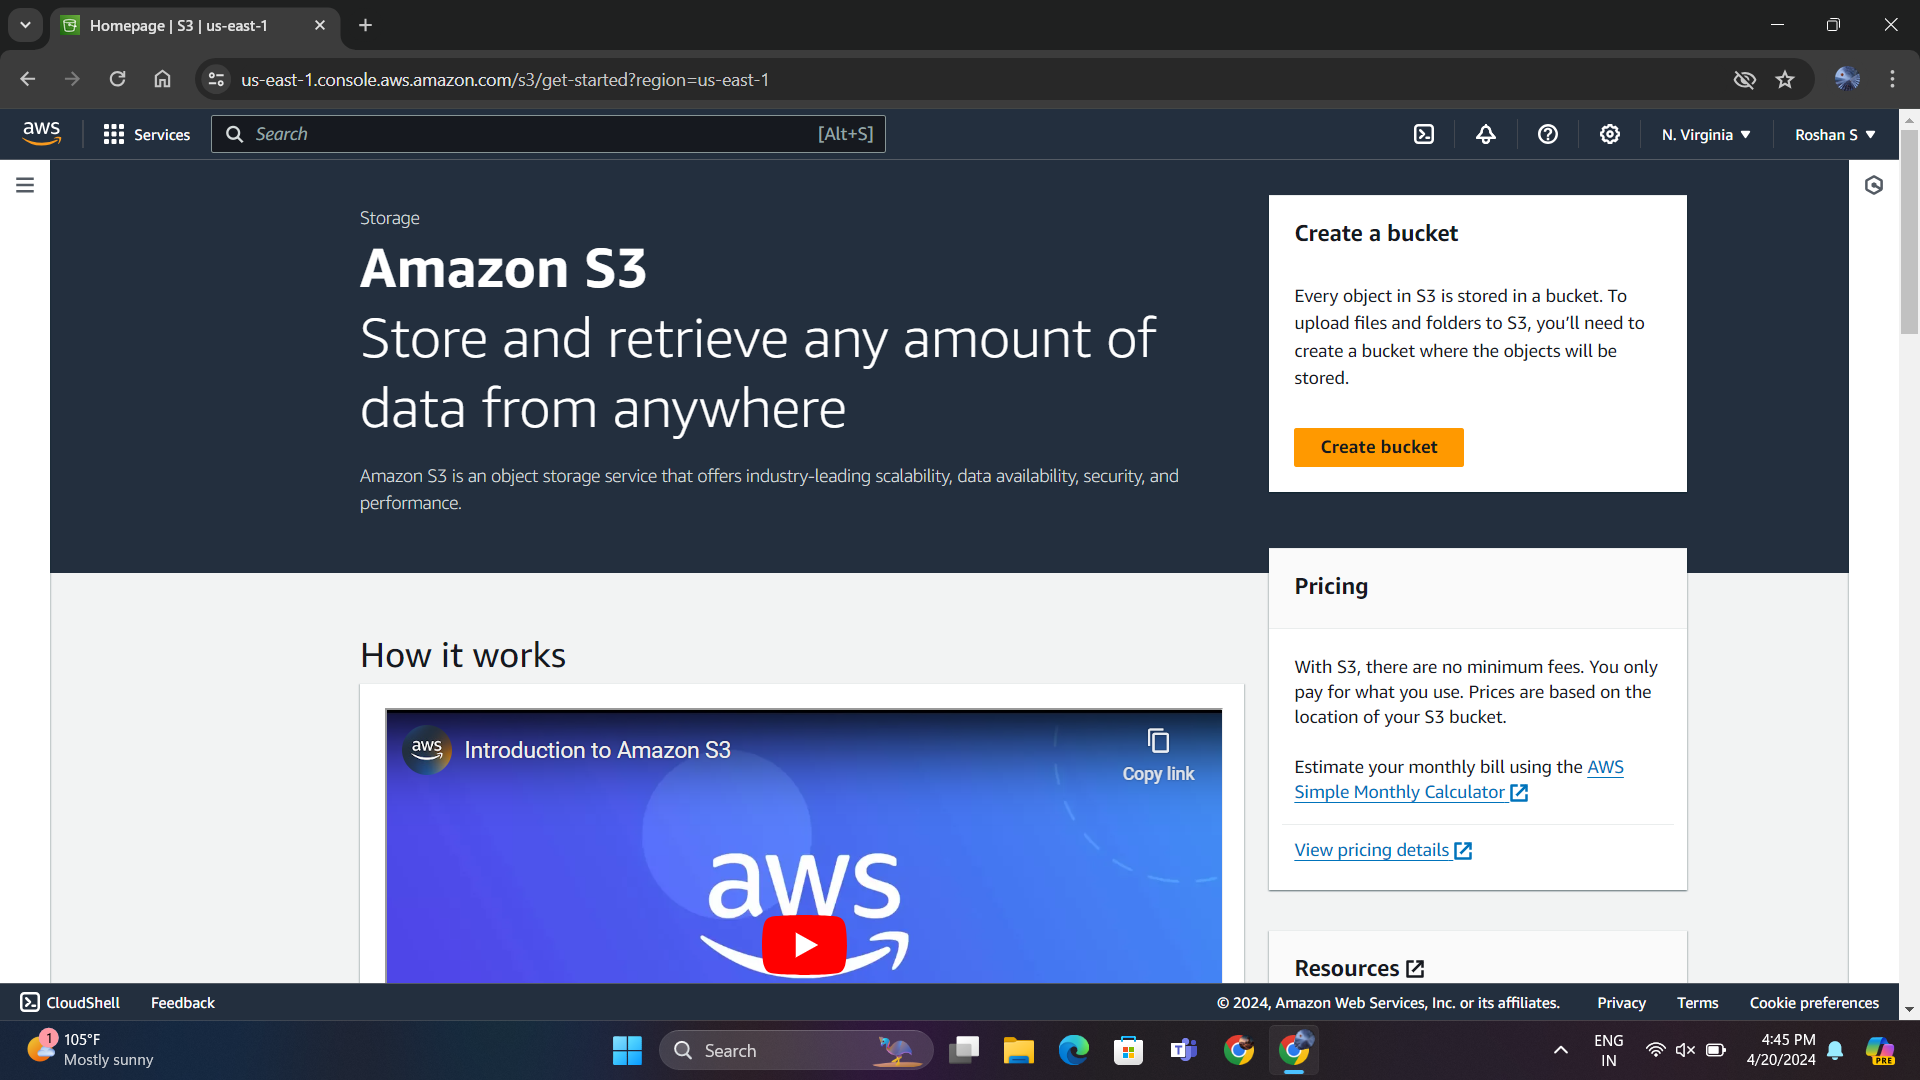 Homepage | S3 | us-east-1
us-east-1.console.aws.amazon.com/s3/get-started?region=us-east-1
aws
Services
Search
[Alt+S]
N. Virginia
Roshan S
Storage
Amazon S3
Store and retrieve any amount of
data from anywhere
Amazon S3 is an object storage service that offers industry-leading scalability, data availability, security, and
performance.
Create a bucket
Every object in S3 is stored in a bucket. To
upload files and folders to S3, you'll need to
create a bucket where the objects will be
stored.
Create bucket
How it works
aws
Introduction to Amazon S3
Copy link
aws
Pricing
With S3, there are no minimum fees. You only
pay for what you use. Prices are based on the
location of your S3 bucket.
Estimate your monthly bill using the AWS
Simple Monthly Calculator
View pricing details
Resources
CloudShell
Feedback
© 2024, Amazon Web Services, Inc. or its affiliates.
Privacy
Terms
Cookie preferences
1
105°F
Mostly sunny
Search
ENG
IN
4:45 PM
4/20/2024
PRE